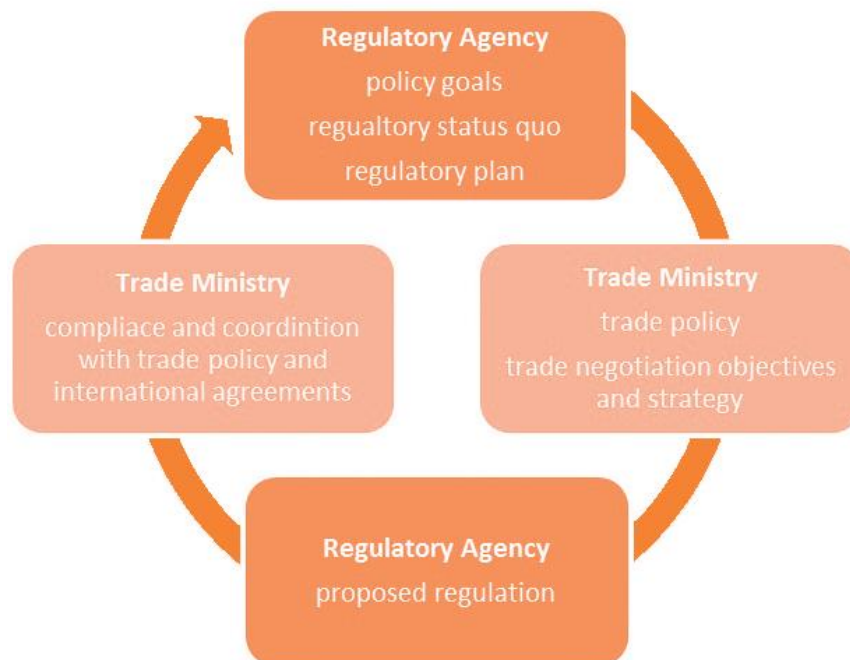 Regulatory Agency
policy goals
regualtory status quo
regulatory plan
Trade Ministry
compliace and coordintion
with trade policy and
international agreements
Trade Ministry
trade policy
trade negotiation objectives
and strategy
Regulatory Agency
proposed regulation